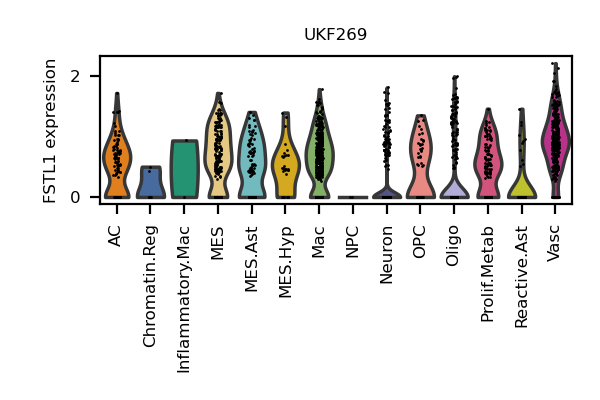 UKF269
FSTL1 expression
2
0
AC
Chromatin.Reg
Inflammatory.Mac
MES
MES.Ast
MES.Hyp
Mac
NPC
Neuron
OPC
Oligo
Prolif.Metab
Reactive.Ast
Vasc